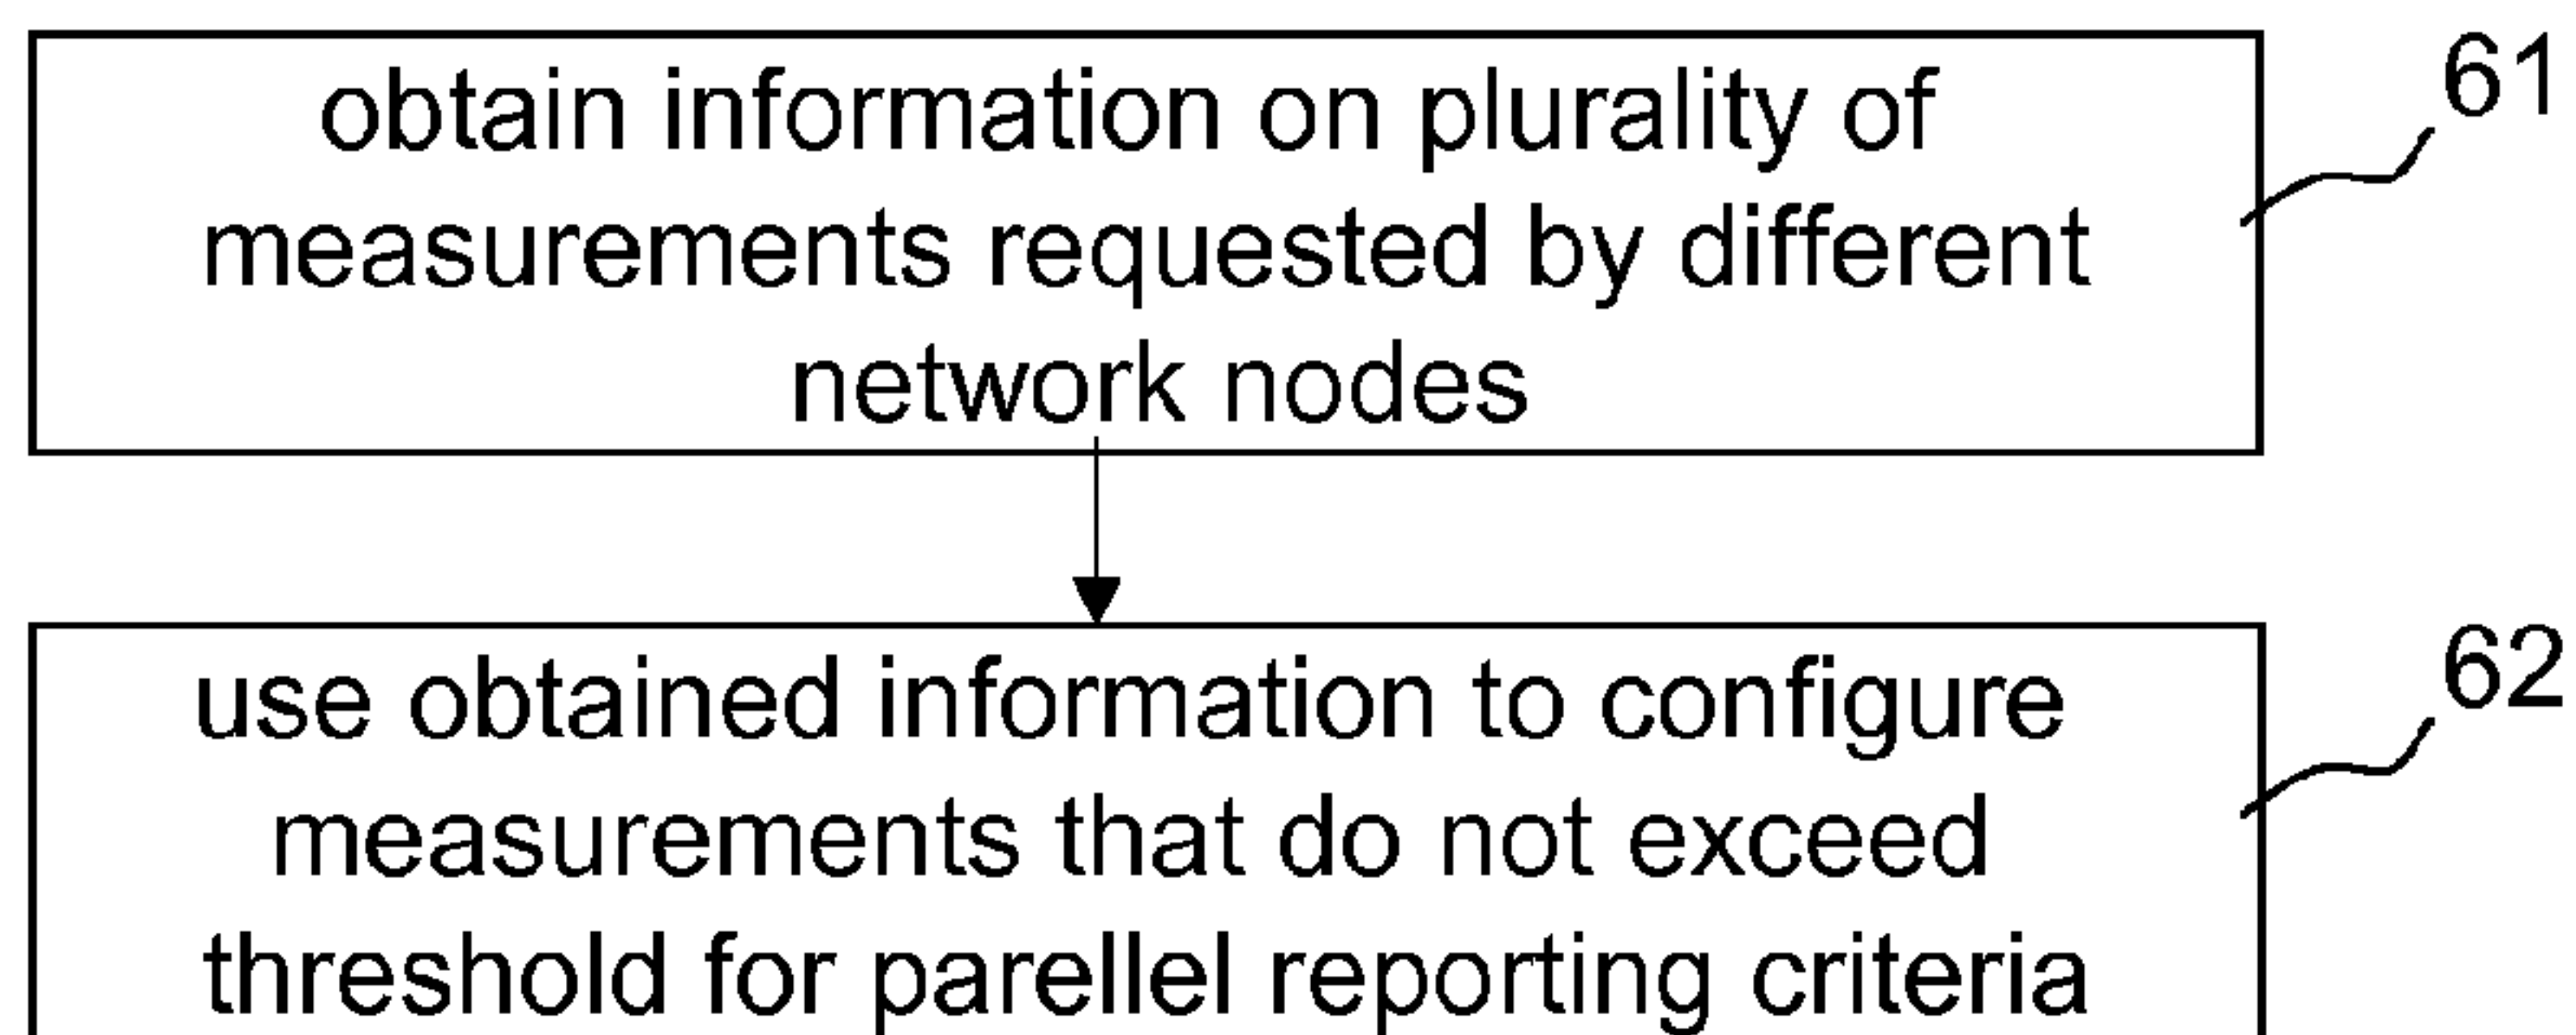 obtain information on plurality of
measurements requested by different
network nodes
61
use obtained information to configure
measurements that do not exceed
threshold for parellel reporting criteria
62